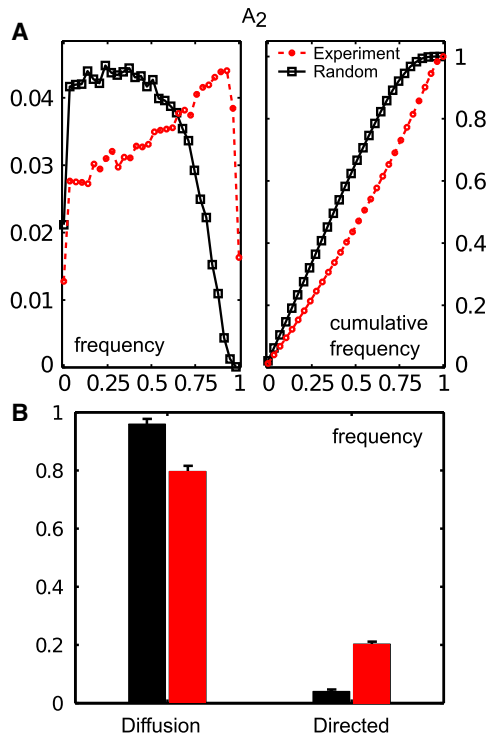 A2
A
0.04
0.03
0.02
0.01
0
frequency
0 0.25 0.5 0.75 1
Experiment
Random
1
0.8
0.6
0.4
0.2
0
cumulative
frequency
0 0.25 0.5 0.75 1
B
1
0.8
0.6
0.4
0.2
0
frequency
Diffusion Directed